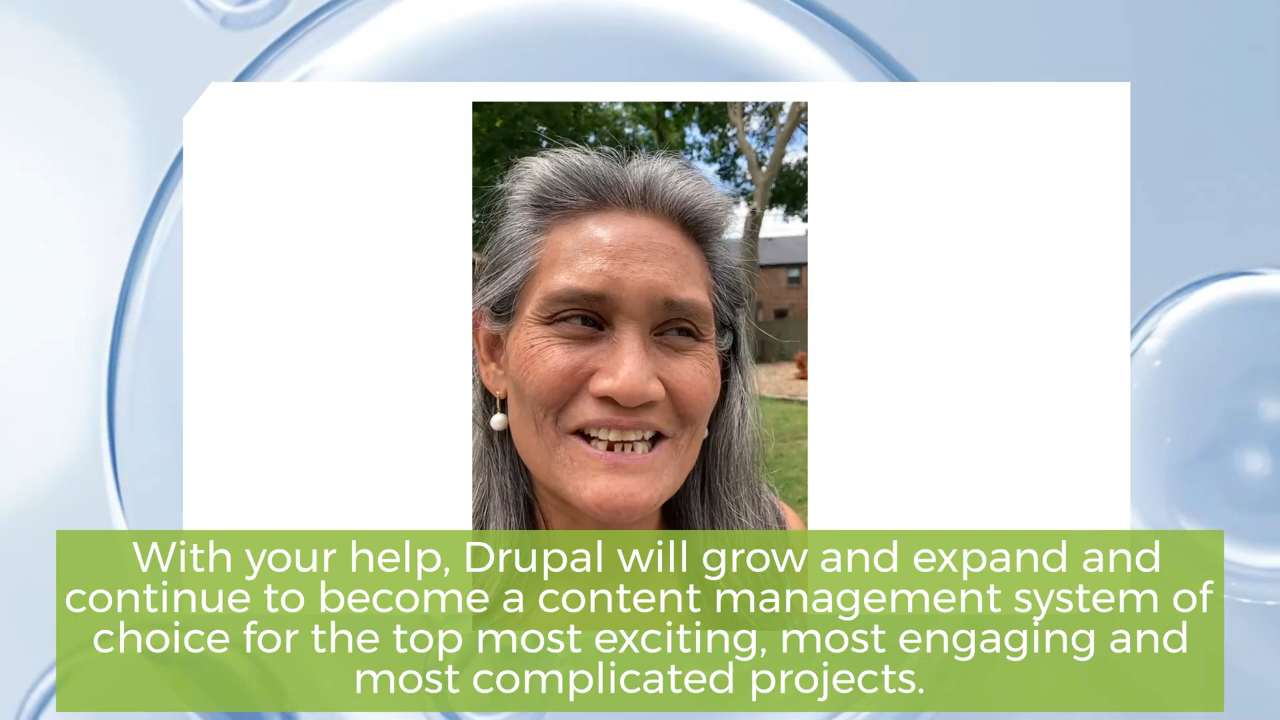 With your help, Drupal will grow and expand and
continue to become a content management system of
choice for the top most exciting, most engaging and
most complicated projects.